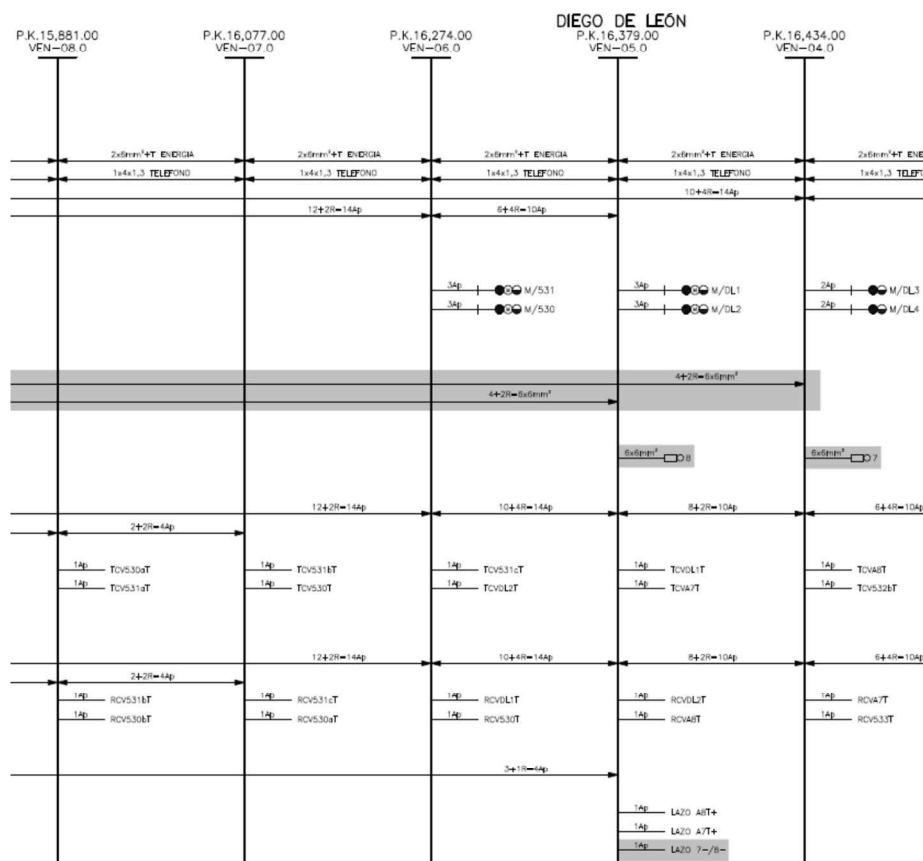 DIEGO DE LEÓN
P.K.15,881.00 P.K.16,077.00 P.K.16,274.00 P.K.16,379.00 P.K.16,434.00
VEN-08.0 VEN-07.0 VEN-06.0 VEN-05.0 VEN-04.0
2x6mm²+T ENERGIA 2x6mm²+T ENERGIA 2x6mm²+T ENERGIA 2x6mm²+T ENERGIA 2x6mm²+T ENE
1x4x1,3 TELEFONO 1x4x1,3 TELEFONO 1x4x1,3 TELEFONO 1x4x1,3 TELEFONO 1x4x1,3 TELEFO
10+4R=14Ap
12+2R=14Ap 6+4R=10Ap
3Ap M/531 3Ap M/DL1 2Ap M/DL3
3Ap M/530 3Ap M/DL2 2Ap M/DL4
4+2R=6x6mm²
4+2R=6x6mm²
6x6mm² 8 6x6mm² 7
12+2R=14Ap 10+4R=14Ap 8+2R=10Ap 6+4R=10Ap
2+2R=4Ap
1Ap TCV530aT 1Ap TCV531bT 1Ap TCV531cT 1Ap TCVDL1T 1Ap TCVA8T
1Ap TCV531aT 1Ap TCV530T 1Ap TCVDL2T 1Ap TCVA7T 1Ap TCV532bT
12+2R=14Ap 10+4R=14Ap 8+2R=10Ap 6+4R=10Ap
2+2R=4Ap
1Ap RCV531bT 1Ap RCV531cT 1Ap RCVDL1T 1Ap RCVDL2T 1Ap RCVA7T
1Ap RCV530bT 1Ap RCV530aT 1Ap RCV530T 1Ap RCVA8T 1Ap RCV533T
3+1R=4Ap
1Ap LAZO A8T+
1Ap LAZO A7T+
1Ap LAZO 7-/8-